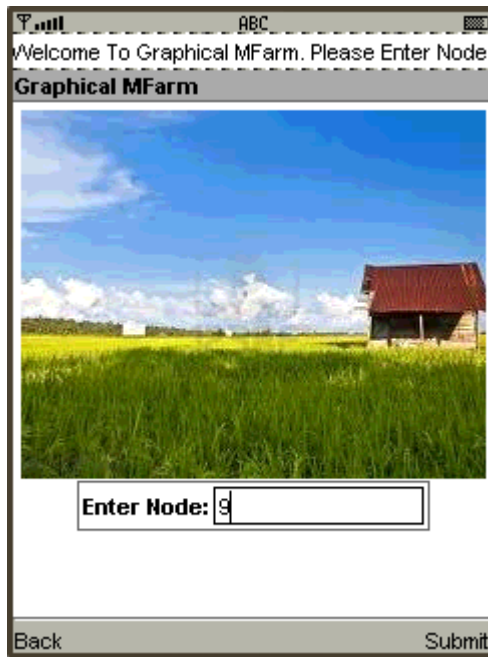 ABC
Welcome To Graphical MFarm. Please Enter Node
Graphical MFarm
Enter Node: 9
Back Submit